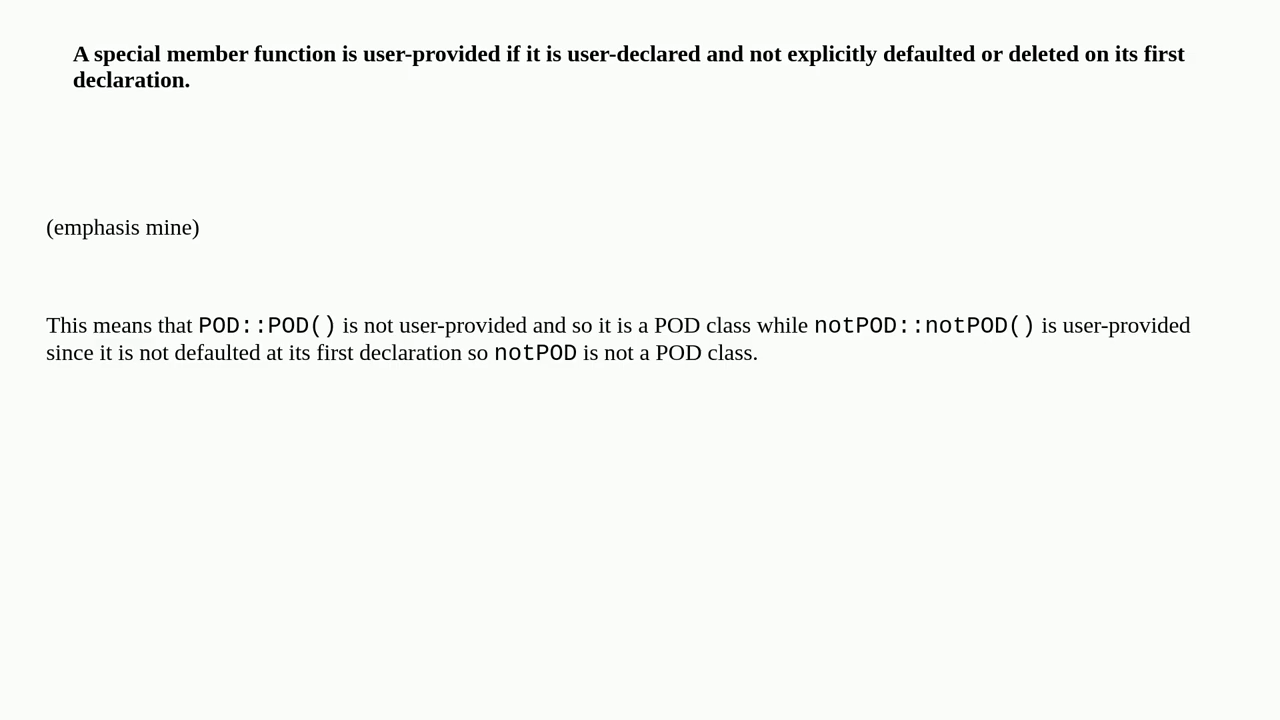 A special member function is user-provided if it is user-declared and not explicitly defaulted or deleted on its first
declaration.
(emphasis mine)
This means that POD::POD() is not user-provided and so it is a POD class while notPOD::notPOD() is user-provided
since it is not defaulted at its first declaration so notPOD is not a POD class.